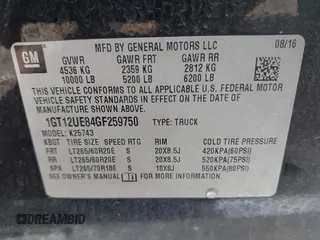 GM
MFD BY GENERAL MOTORS LLC
08/16
GVWR GAWR FRT GAWR RR
4536 KG 2359 KG 2812 KG
10000 LB 5200 LB 6200 LB
THIS VEHICLE CONFORMS TO ALL APPLICABLE U.S. FEDERAL MOTOR
VEHICLE SAFETY STANDARDS IN EFFECT ON THE DATE OF
MANUFACTURE SHOWN ABOVE.
1GT12UE84GF259750 TYPE: TRUCK
MODEL: K25743
KBGT TIRE SIZE SPEED RTG RIM COLD TIRE PRESSURE
FRT LT265/60R20E S 20X8.5J 420KPA(60PSI)
RR LT265/60R20E S 20X8.5J 520KPA(75PSI)
SPA LT265/70R18E S 18X8J 550KPA(80PSI)
SEE OWNER'S MANUAL FOR ADDITIONAL INFORMATION.
DREAMBID